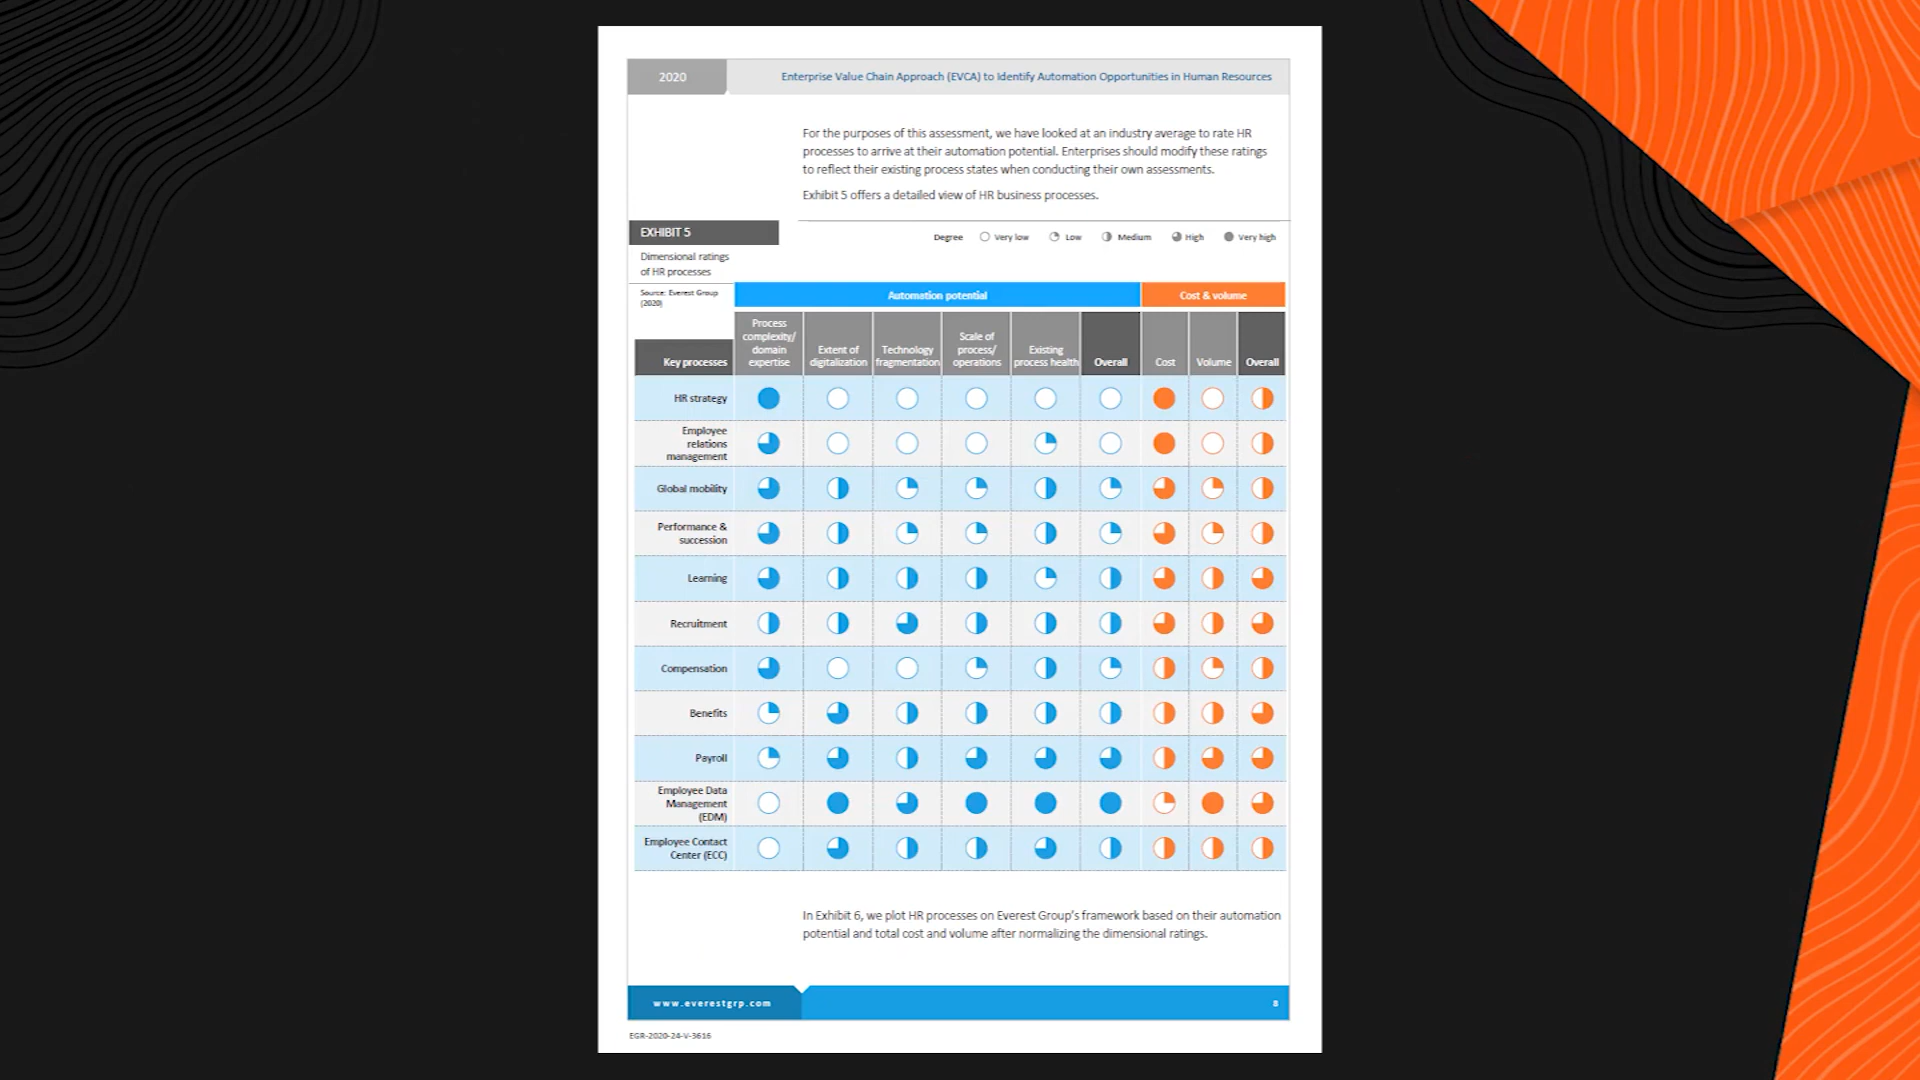 2020
Enterprise Value Chain Approach (EVCA) to Identify Automation Opportunities in Human Resources
For the purposes of this assessment, we have looked at an industry average to rate HR
processes to arrive at their automation potential. Enterprises should modify these ratings
to reflect their existing process states when conducting their own assessments.
Exhibit 5 offers a detailed view of HR business processes.
EXHIBIT 5
Degree Very low Low Medium High Very high
Dimensional ratings
of HR processes
Source: Everest Group
(2020)
Automation potential
Cost & volume
Key processes
Process
complexity/
domain
expertise
Extent of
digitalization
Technology
fragmentation
Scale of
process/
operations
Existing
process health
Overall
Cost
Volume
Overall
HR strategy
Employee
relations
management
Global mobility
Performance &
succession
Learning
Recruitment
Compensation
Benefits
Payroll
Employee Data
Management
(EDM)
Employee Contact
Center (ECC)
In Exhibit 6, we plot HR processes on Everest Group's framework based on their automation
potential and total cost and volume after normalizing the dimensional ratings.
www.everestgrp.com
8
EGR-2020-24-V-3616